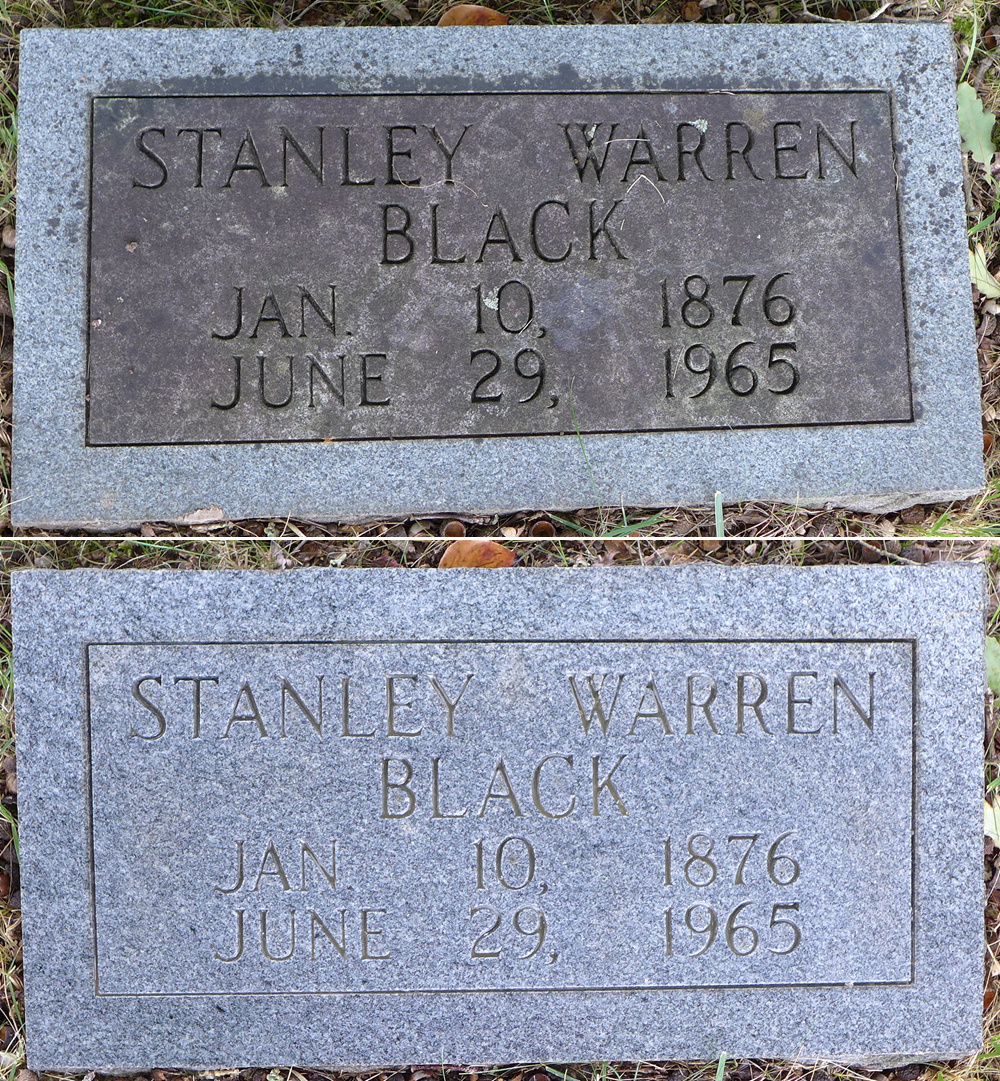 STANLEY WARREN
BLACK
JAN. 10, 1876
JUNE 29, 1965
STANLEY WARREN
BLACK
JAN 10, 1876
JUNE 29, 1965